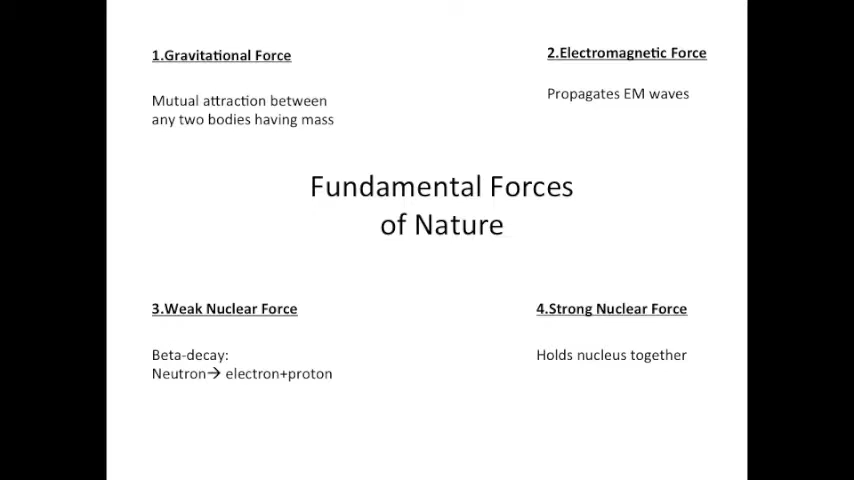 1.Gravitational Force
Mutual attraction between
any two bodies having mass
2.Electromagnetic Force
Propagates EM waves
Fundamental Forces
of Nature
3.Weak Nuclear Force
Beta-decay:
Neutron→ electron+proton
4.Strong Nuclear Force
Holds nucleus together